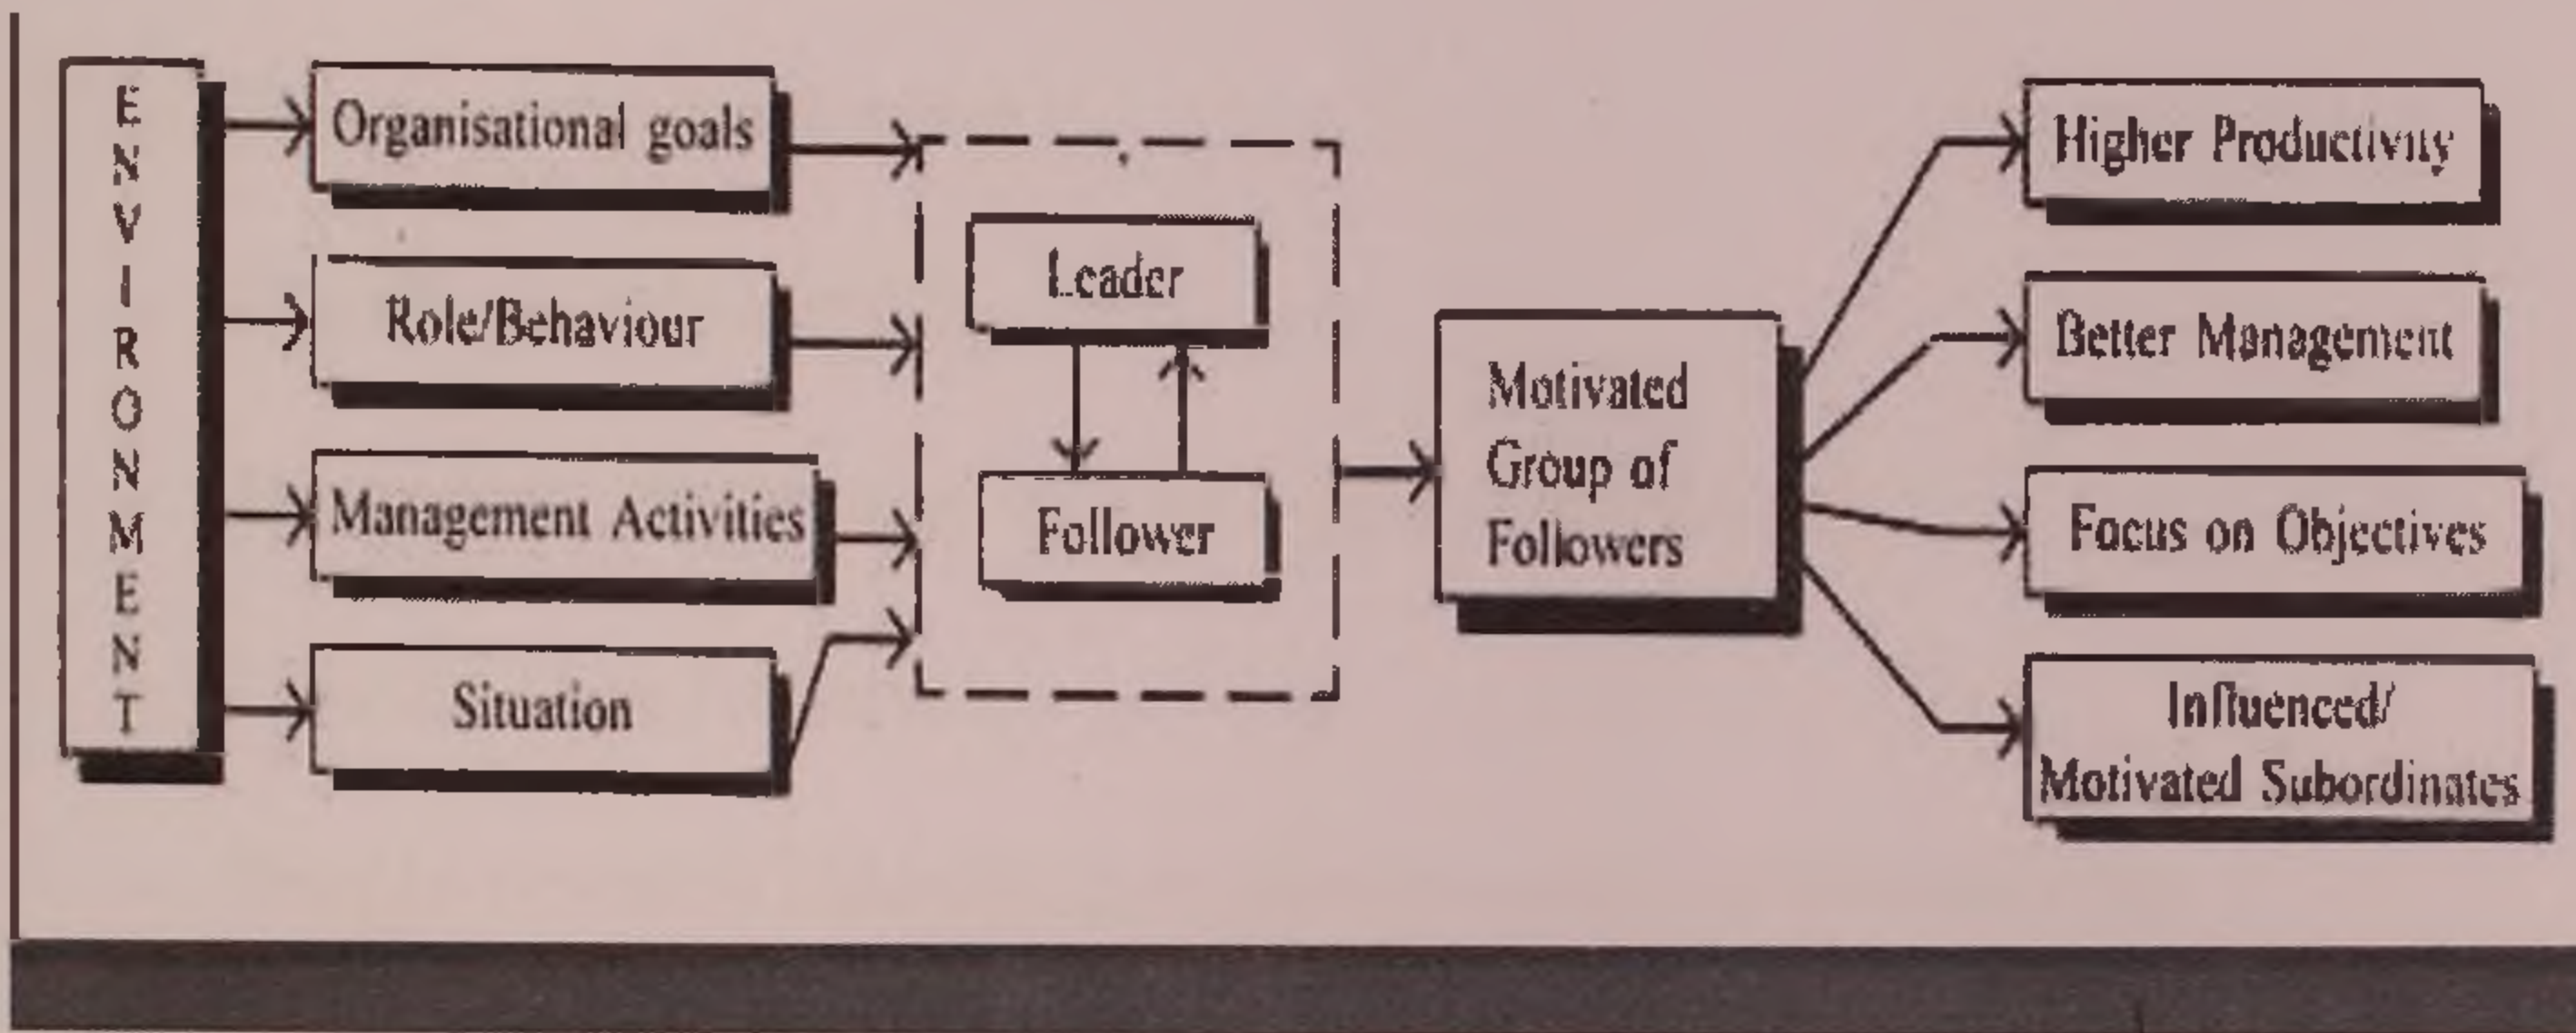 ENVIRONMENT
Organisational goals
Role/Behaviour
Management Activities
Situation
Leader
Follower
Motivated
Group of
Followers
Higher Productivity
Better Management
Focus on Objectives
Influenced/
Motivated Subordinates